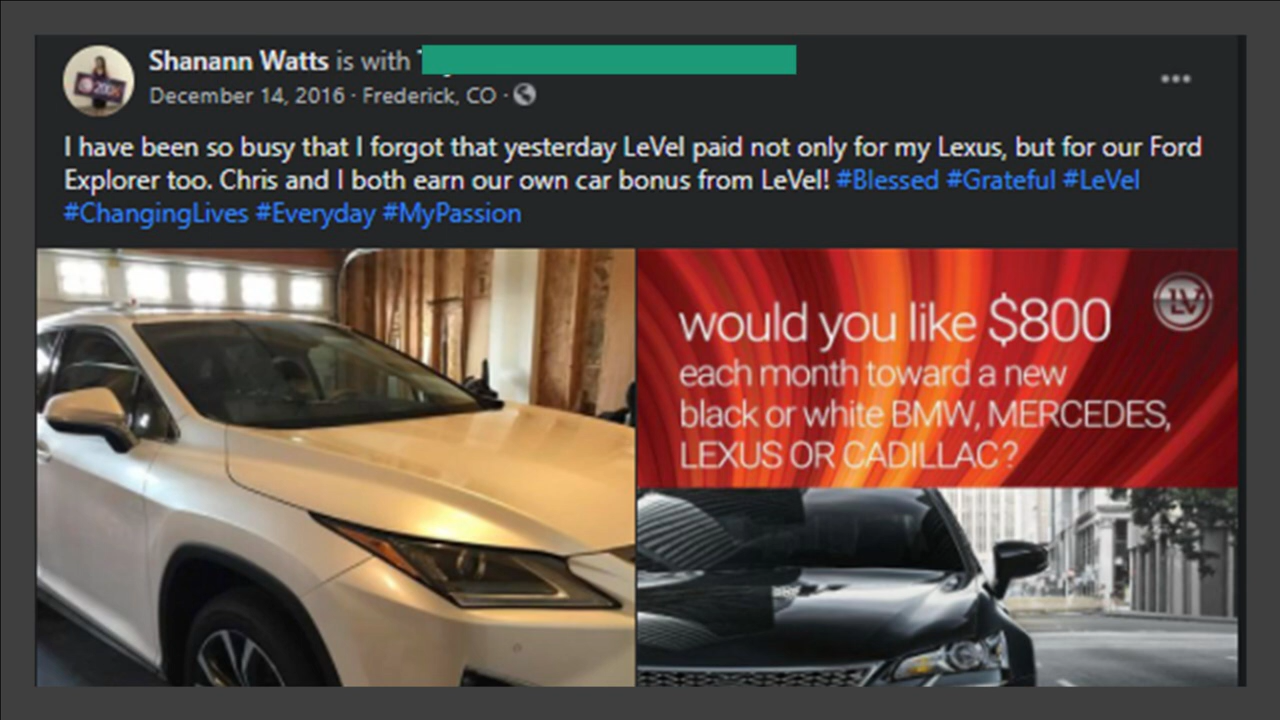 Shanann Watts is with
December 14, 2016 · Frederick, CO ·
I have been so busy that I forgot that yesterday LeVel paid not only for my Lexus, but for our Ford
Explorer too. Chris and I both earn our own car bonus from LeVel! #Blessed #Grateful #LeVel
#ChangingLives #Everyday #MyPassion
LV
would you like $800
each month toward a new
black or white BMW, MERCEDES,
LEXUS OR CADILLAC?